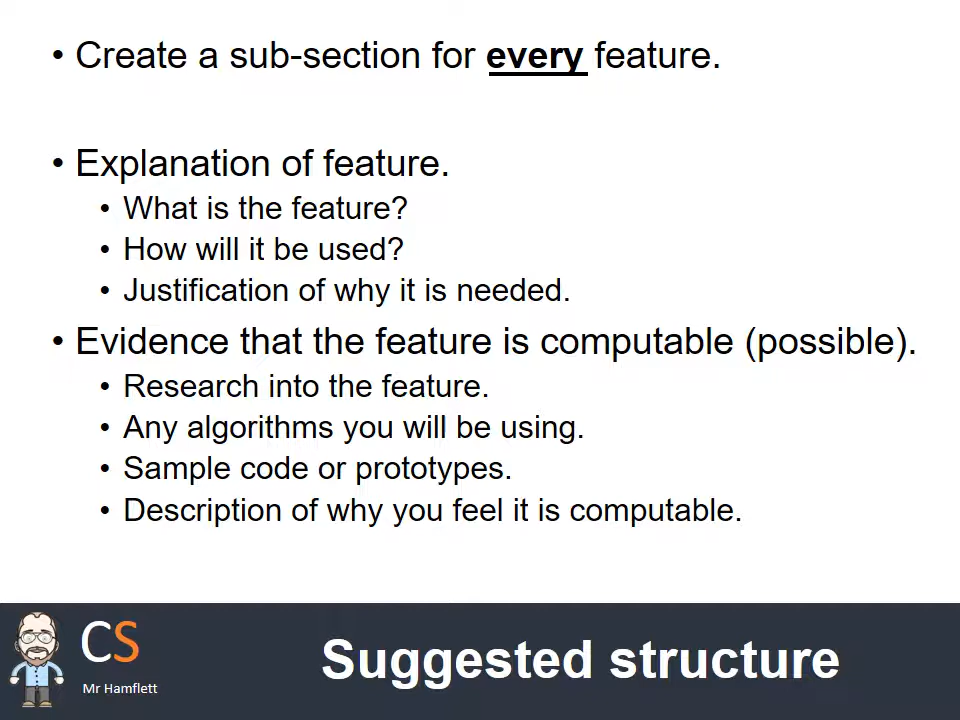 • Create a sub-section for every feature.
• Explanation of feature.
• What is the feature?
• How will it be used?
• Justification of why it is needed.
• Evidence that the feature is computable (possible).
• Research into the feature.
• Any algorithms you will be using.
• Sample code or prototypes.
• Description of why you feel it is computable.
CS
Mr Hamflett
Suggested structure